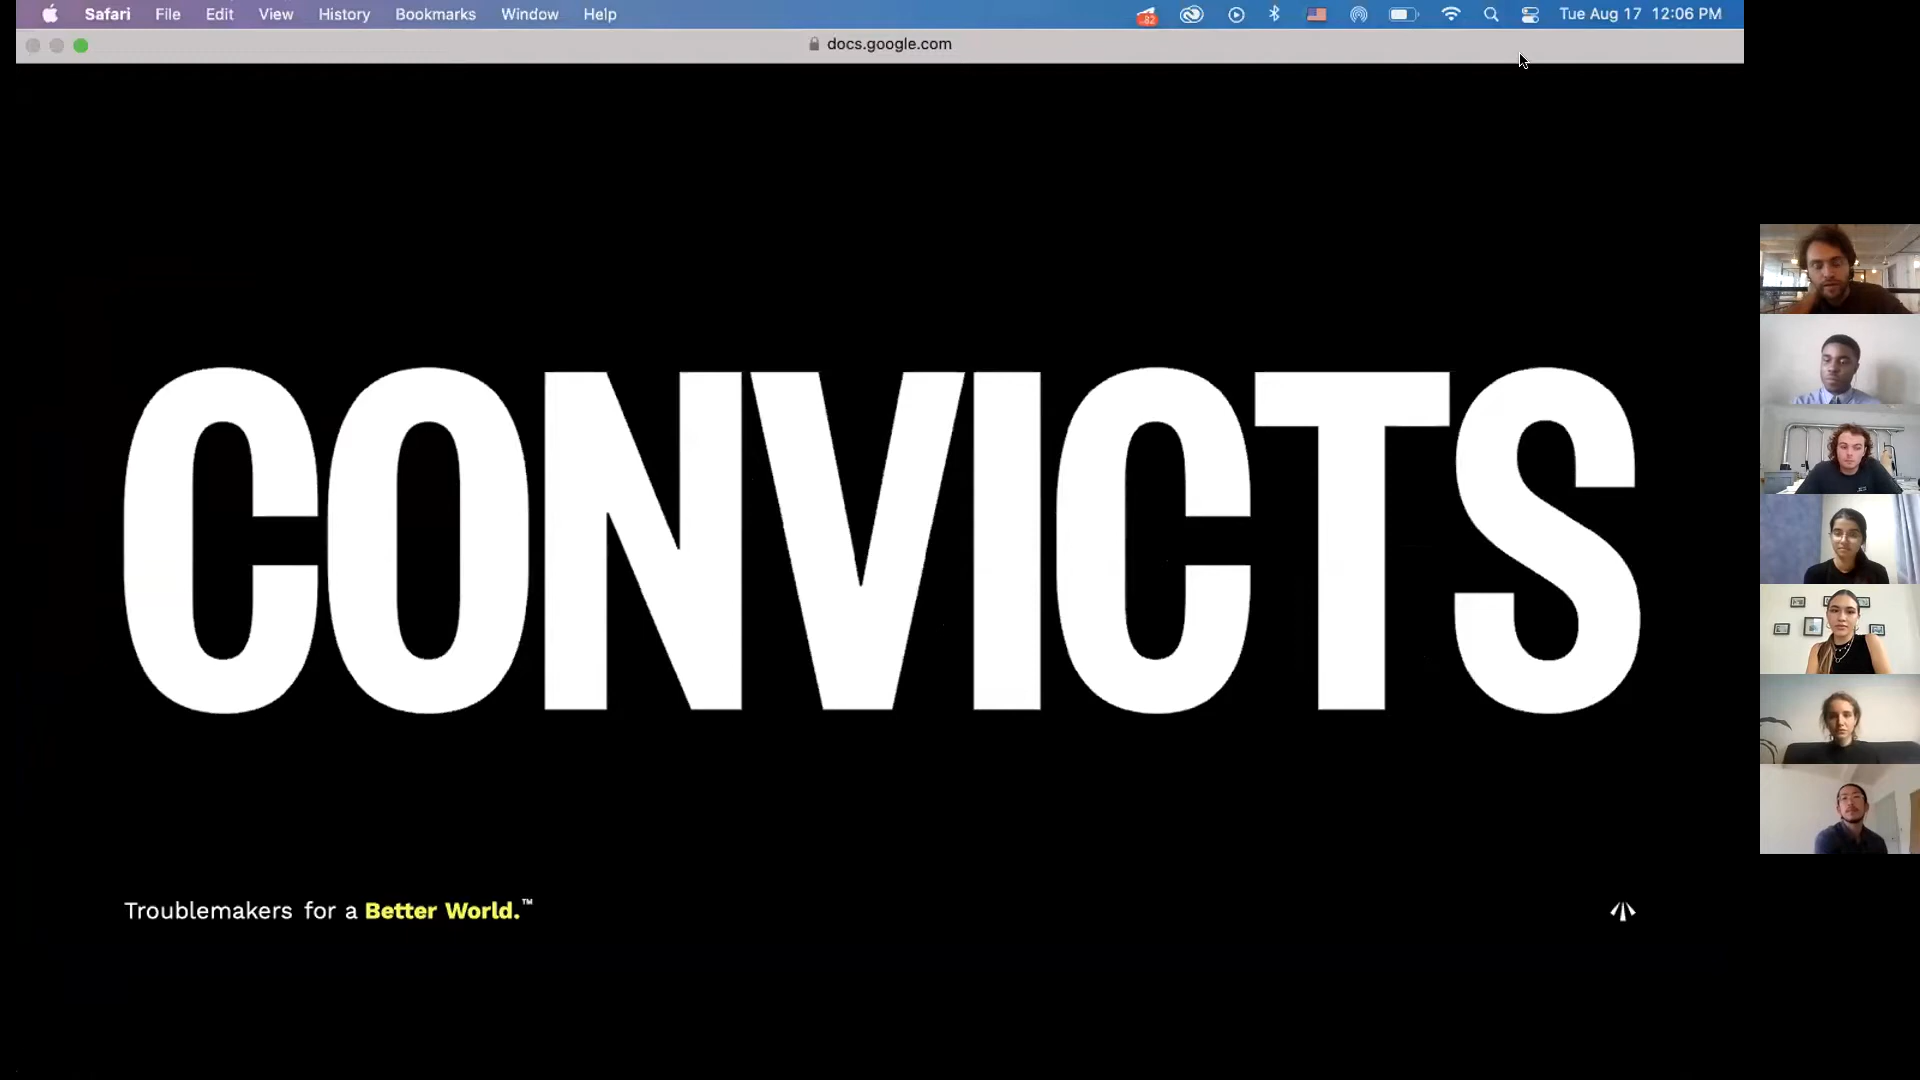 Safari File Edit View History Bookmarks Window Help 82 Tue Aug 17 12:06 PM
docs.google.com
CONVICTS
Troublemakers for a Better World.™